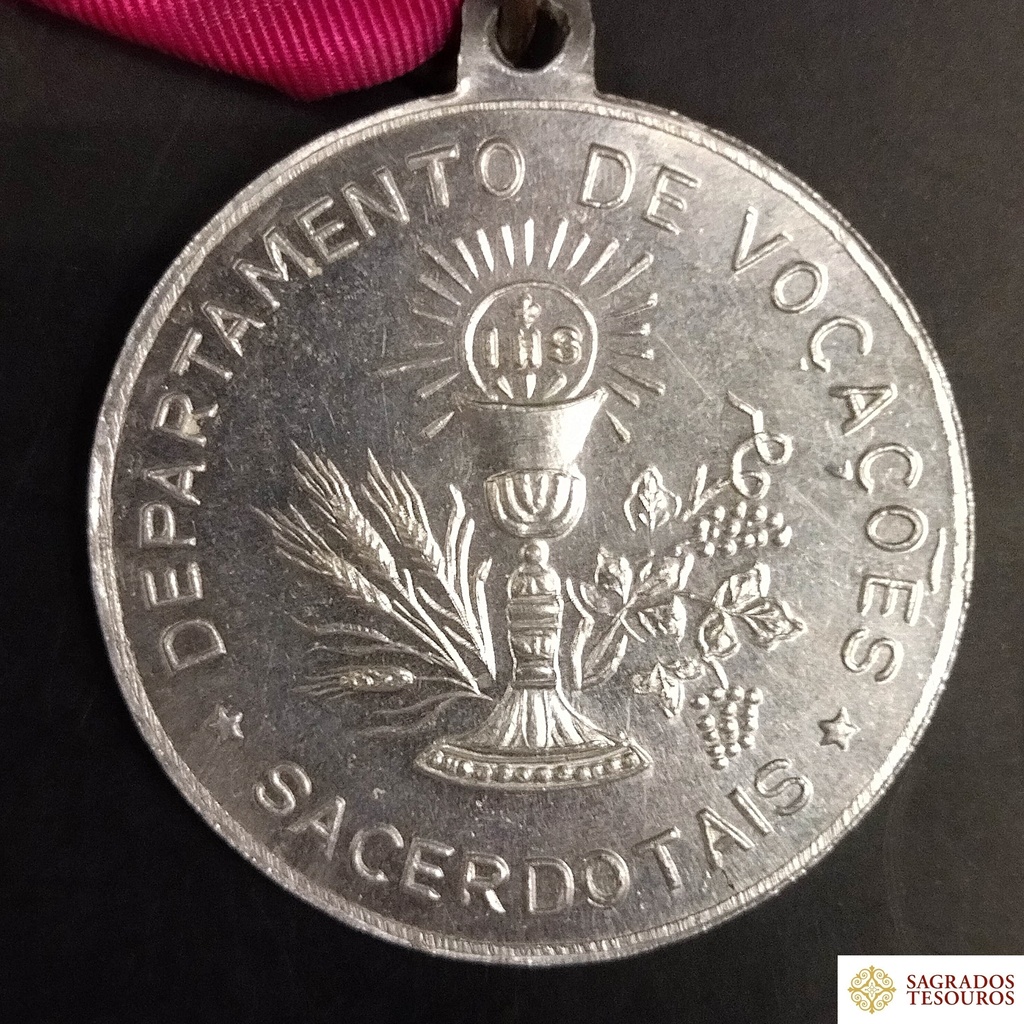 DEPARTAMENTO DE VOCAÇÕES
IHS
SACERDOTAIS
SAGRADOS
TESOUROS